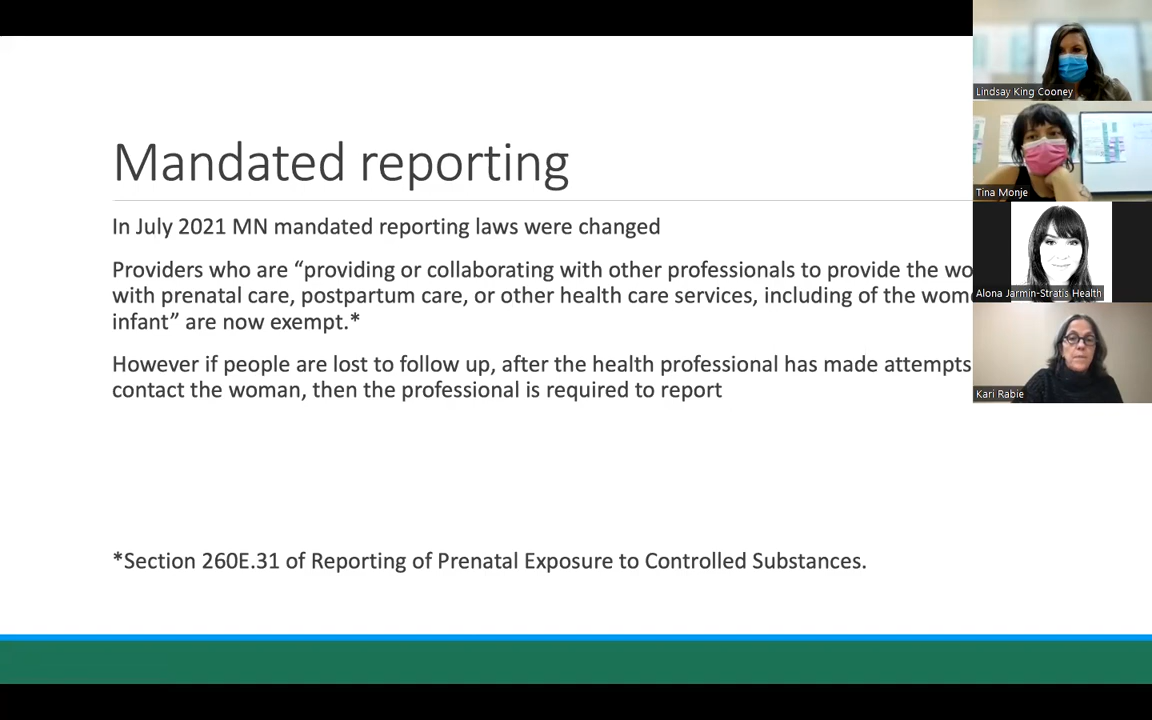 Mandated reporting
In July 2021 MN mandated reporting laws were changed
Providers who are “providing or collaborating with other professionals to provide the
with prenatal care, postpartum care, or other health care services, including of the
infant” are now exempt.*
However if people are lost to follow up, after the health professional has made attempts
contact the woman, then the professional is required to report
*Section 260E.31 of Reporting of Prenatal Exposure to Controlled Substances.
Lindsay King Cooney
Tina Monje
Alona Jarmin-Stratis Health
Kari Rabie